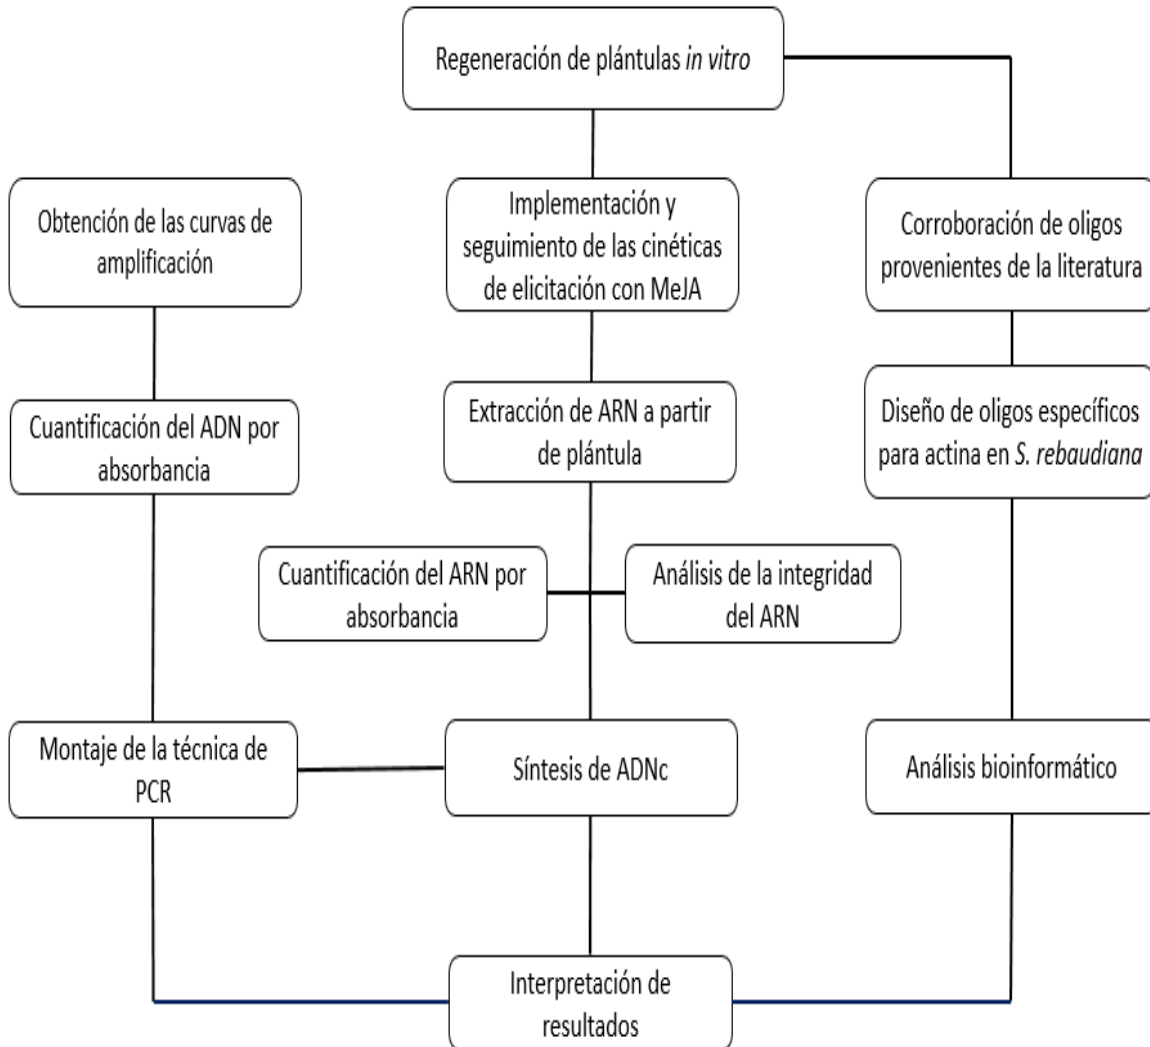 Regeneración de plántulas in vitro
Obtención de las curvas de
amplificación
Implementación y
seguimiento de las cinéticas
de elicitación con MeJA
Corroboración de oligos
provenientes de la literatura
Cuantificación del ADN por
absorbancia
Extracción de ARN a partir
de plántula
Diseño de oligos específicos
para actina en S. rebaudiana
Cuantificación del ARN por
absorbancia
Análisis de la integridad
del ARN
Montaje de la técnica de
PCR
Síntesis de ADNc
Análisis bioinformático
Interpretación de
resultados